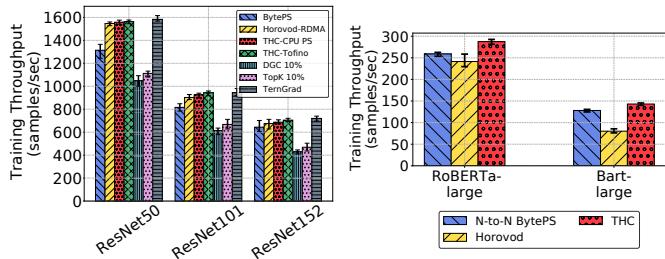 Training Throughput
(samples/sec)
1600
1400
1200
1000
800
600
400
200
0
BytePS
Horovod-RDMA
THC-CPU PS
THC-Tofino
DGC 10%
TopK 10%
TernGrad
ResNet50
ResNet101
ResNet152
Training Throughput
(samples/sec)
300
250
200
150
100
50
0
RoBERTa-
large
Bart-
large
N-to-N BytePS
THC
Horovod